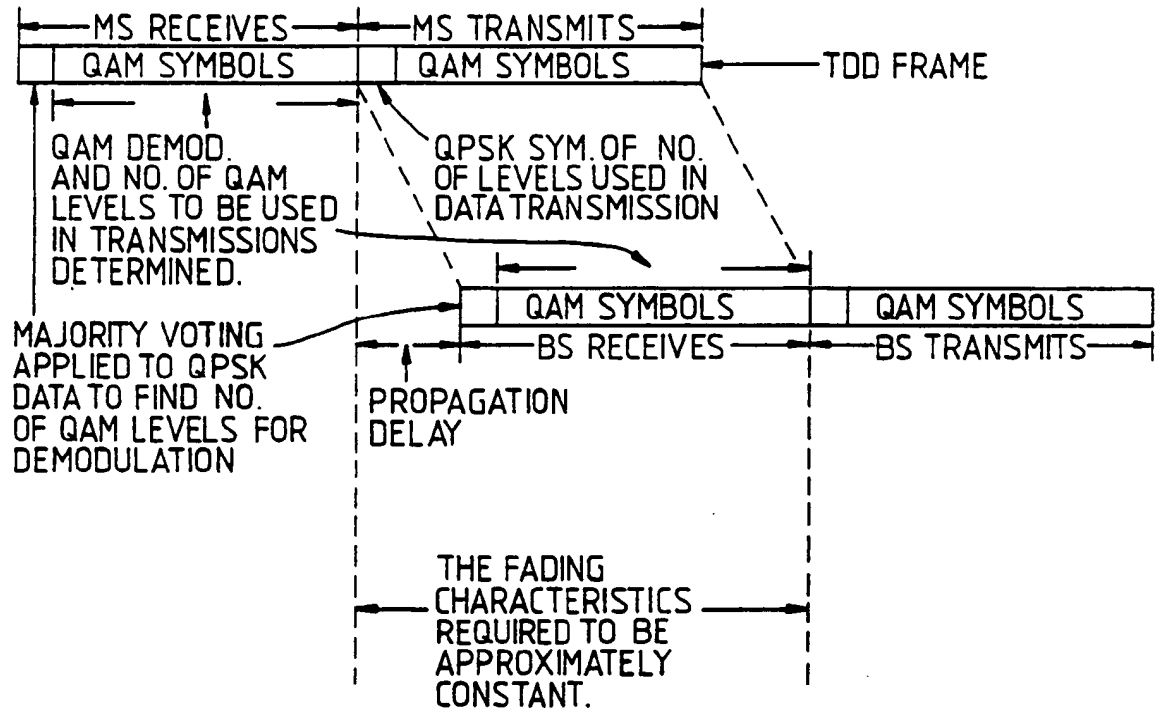 MS RECEIVES
MS TRANSMITS
QAM SYMBOLS
QAM SYMBOLS
TDD FRAME
QAM DEMOD.
AND NO. OF QAM
LEVELS TO BE USED
IN TRANSMISSIONS
DETERMINED.
QPSK SYM. OF NO.
OF LEVELS USED IN
DATA TRANSMISSION
QAM SYMBOLS
QAM SYMBOLS
BS RECEIVES
BS TRANSMITS
MAJORITY VOTING
APPLIED TO QPSK
DATA TO FIND NO.
OF QAM LEVELS FOR
DEMODULATION
PROPAGATION
DELAY
THE FADING
CHARACTERISTICS
REQUIRED TO BE
APPROXIMATELY
CONSTANT.